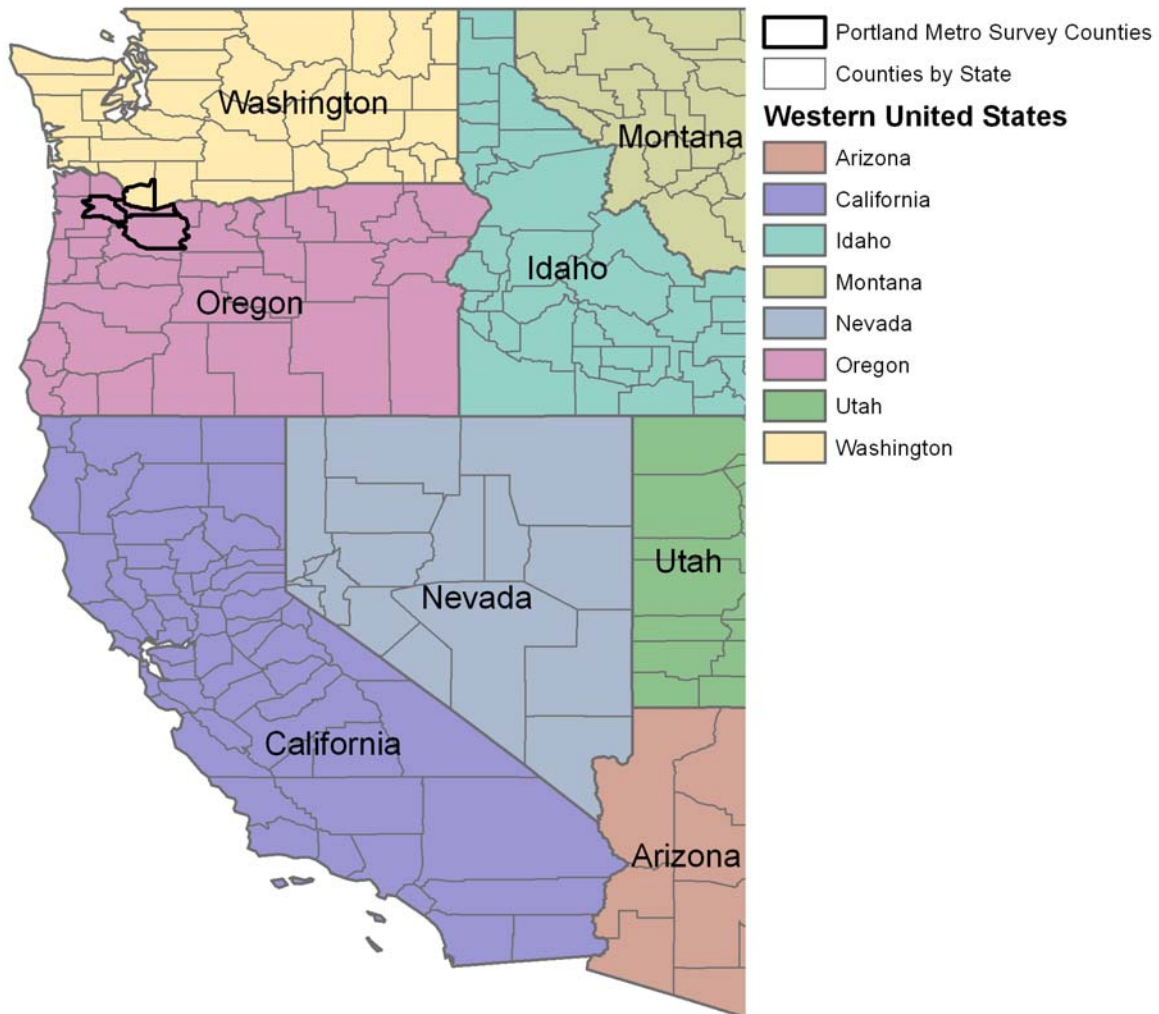 Portland Metro Survey Counties
Counties by State
Western United States
Arizona
California
Idaho
Montana
Nevada
Oregon
Utah
Washington
Washington
Montana
Idaho
Oregon
Utah
Nevada
California
Arizona